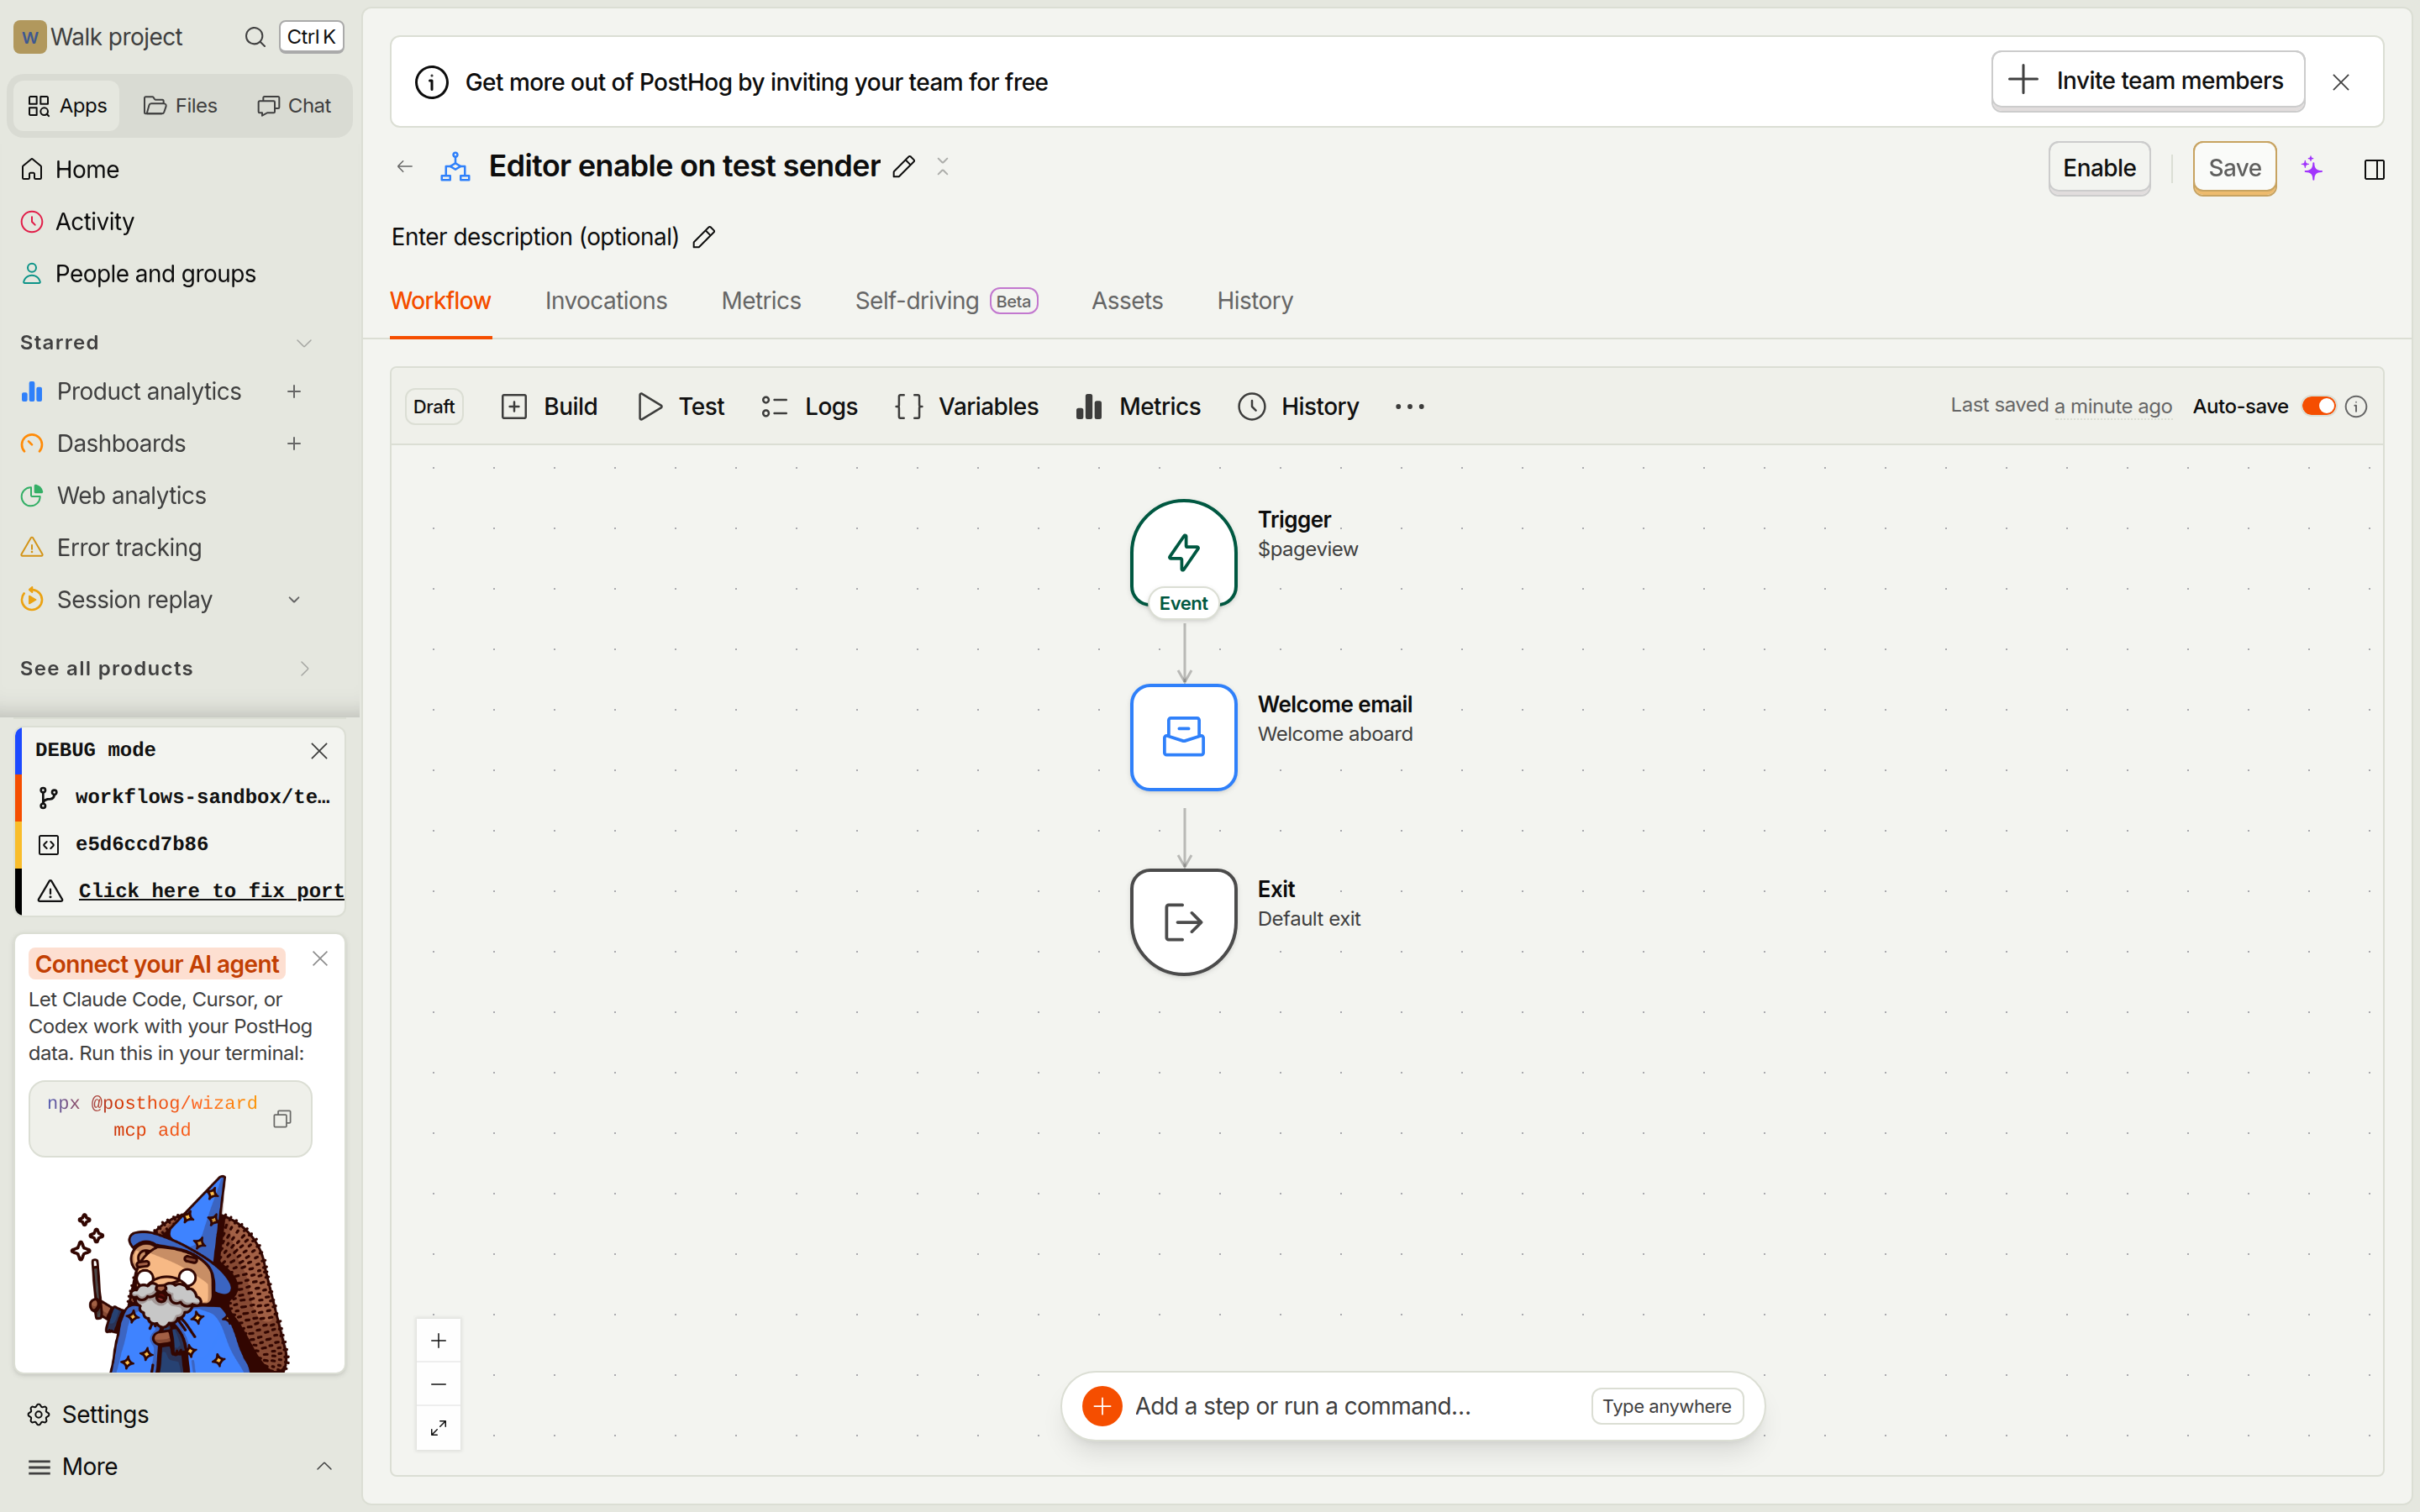 W Walk project Ctrl K
Apps Files Chat
Home
Activity
People and groups
Starred
Product analytics
Dashboards
Web analytics
Error tracking
Session replay
See all products
DEBUG mode
workflows-sandbox/te…
e5d6ccd7b86
Click here to fix port
Connect your AI agent
Let Claude Code, Cursor, or
Codex work with your PostHog
data. Run this in your terminal:
npx @posthog/wizard
mcp add
Settings
More
Get more out of PostHog by inviting your team for free
Invite team members
Editor enable on test sender
Enable Save
Enter description (optional)
Workflow Invocations Metrics Self-driving Beta Assets History
Draft Build Test Logs Variables Metrics History
Last saved a minute ago Auto-save
Trigger
$pageview
Event
Welcome email
Welcome aboard
Exit
Default exit
Add a step or run a command... Type anywhere